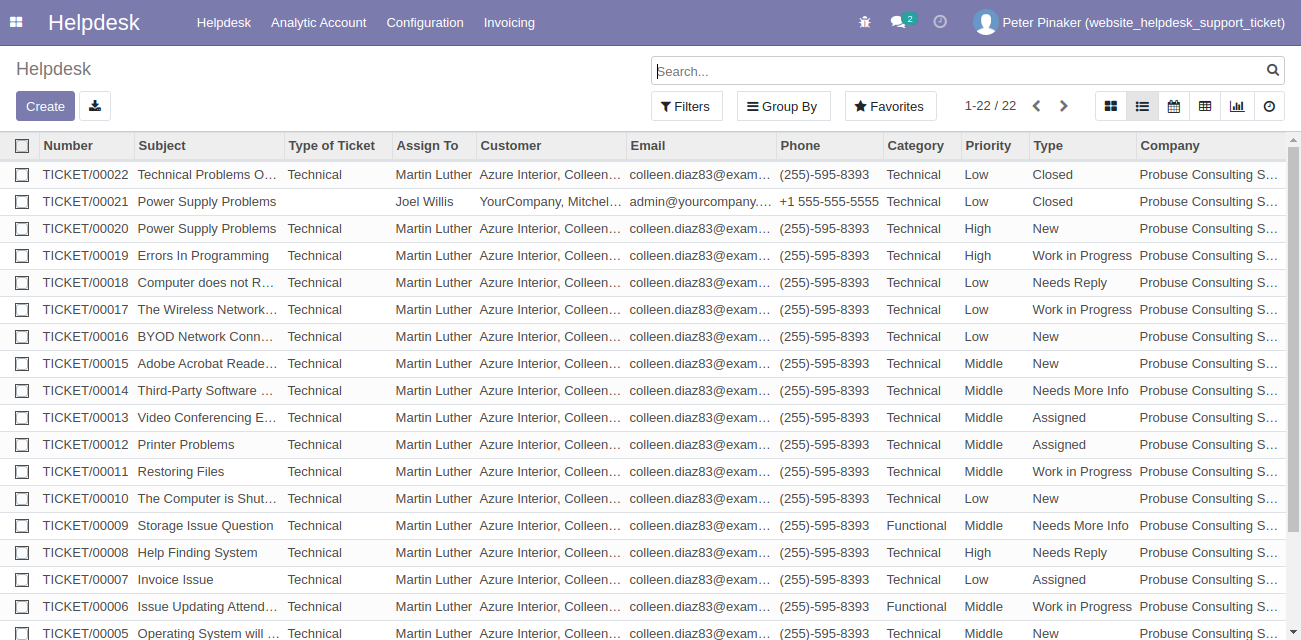 Helpdesk Helpdesk Analytic Account Configuration Invoicing 2 Peter Pinaker (website_helpdesk_support_ticket)
Helpdesk Search...
Create Filters Group By Favorites 1-22 / 22
Number Subject Type of Ticket Assign To Customer Email Phone Category Priority Type Company
TICKET/00022 Technical Problems O... Technical Martin Luther Azure Interior, Colleen... colleen.diaz83@exam... (255)-595-8393 Technical Low Closed Probuse Consulting S...
TICKET/00021 Power Supply Problems Joel Willis YourCompany, Mitchel... admin@yourcompany.... +1 555-555-5555 Technical Low Closed Probuse Consulting S...
TICKET/00020 Power Supply Problems Technical Martin Luther Azure Interior, Colleen... colleen.diaz83@exam... (255)-595-8393 Technical High New Probuse Consulting S...
TICKET/00019 Errors In Programming Technical Martin Luther Azure Interior, Colleen... colleen.diaz83@exam... (255)-595-8393 Technical High Work in Progress Probuse Consulting S...
TICKET/00018 Computer does not R... Technical Martin Luther Azure Interior, Colleen... colleen.diaz83@exam... (255)-595-8393 Technical Low Needs Reply Probuse Consulting S...
TICKET/00017 The Wireless Network... Technical Martin Luther Azure Interior, Colleen... colleen.diaz83@exam... (255)-595-8393 Technical Low Work in Progress Probuse Consulting S...
TICKET/00016 BYOD Network Conn... Technical Martin Luther Azure Interior, Colleen... colleen.diaz83@exam... (255)-595-8393 Technical Low New Probuse Consulting S...
TICKET/00015 Adobe Acrobat Reade... Technical Martin Luther Azure Interior, Colleen... colleen.diaz83@exam... (255)-595-8393 Technical Middle New Probuse Consulting S...
TICKET/00014 Third-Party Software ... Technical Martin Luther Azure Interior, Colleen... colleen.diaz83@exam... (255)-595-8393 Technical Middle Needs More Info Probuse Consulting S...
TICKET/00013 Video Conferencing E... Technical Martin Luther Azure Interior, Colleen... colleen.diaz83@exam... (255)-595-8393 Technical Middle Assigned Probuse Consulting S...
TICKET/00012 Printer Problems Technical Martin Luther Azure Interior, Colleen... colleen.diaz83@exam... (255)-595-8393 Technical Middle Assigned Probuse Consulting S...
TICKET/00011 Restoring Files Technical Martin Luther Azure Interior, Colleen... colleen.diaz83@exam... (255)-595-8393 Technical Middle Work in Progress Probuse Consulting S...
TICKET/00010 The Computer is Shut... Technical Martin Luther Azure Interior, Colleen... colleen.diaz83@exam... (255)-595-8393 Technical Low New Probuse Consulting S...
TICKET/00009 Storage Issue Question Technical Martin Luther Azure Interior, Colleen... colleen.diaz83@exam... (255)-595-8393 Functional Middle Needs More Info Probuse Consulting S...
TICKET/00008 Help Finding System Technical Martin Luther Azure Interior, Colleen... colleen.diaz83@exam... (255)-595-8393 Technical High Needs Reply Probuse Consulting S...
TICKET/00007 Invoice Issue Technical Martin Luther Azure Interior, Colleen... colleen.diaz83@exam... (255)-595-8393 Technical Low Assigned Probuse Consulting S...
TICKET/00006 Issue Updating Attend... Technical Martin Luther Azure Interior, Colleen... colleen.diaz83@exam... (255)-595-8393 Functional Middle Work in Progress Probuse Consulting S...
TICKET/00005 Operating System will ... Technical Martin Luther Azure Interior, Colleen... colleen.diaz83@exam... (255)-595-8393 Technical Middle New Probuse Consulting S...